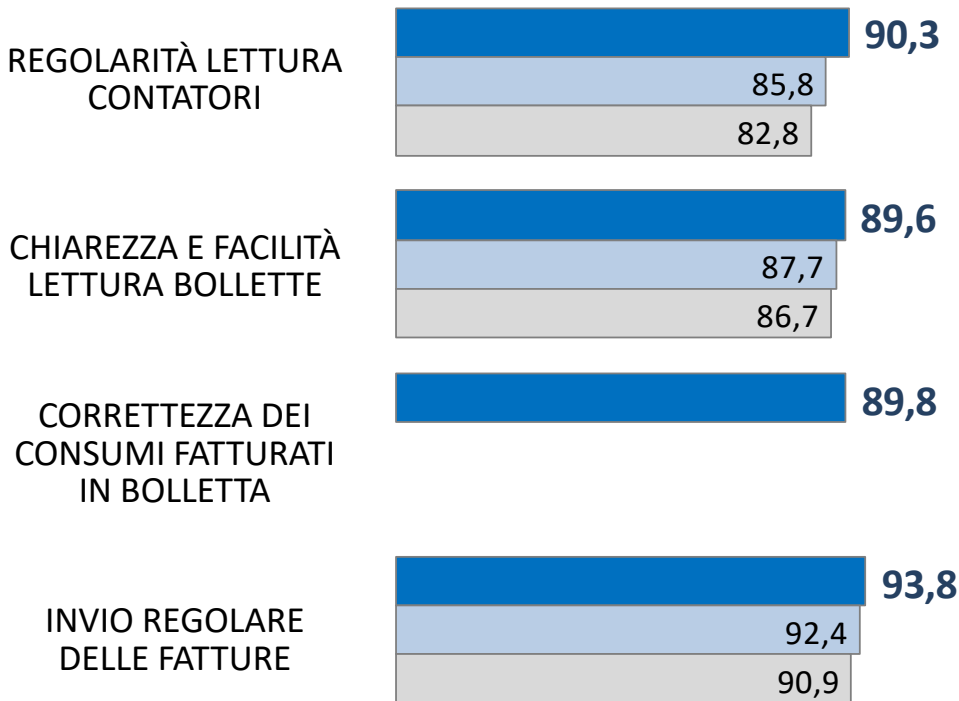 REGOLARITÀ LETTURA
CONTATORI
90,3
85,8
82,8
CHIAREZZA E FACILITÀ
LETTURA BOLLETTE
89,6
87,7
86,7
CORRETTEZZA DEI
CONSUMI FATTURATI
IN BOLLETTA
89,8
INVIO REGOLARE
DELLE FATTURE
93,8
92,4
90,9